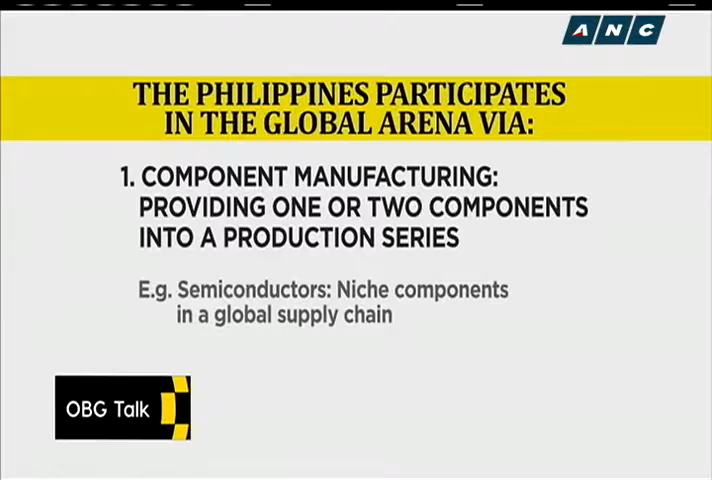 ANC
THE PHILIPPINES PARTICIPATES
IN THE GLOBAL ARENA VIA:
1. COMPONENT MANUFACTURING:
PROVIDING ONE OR TWO COMPONENTS
INTO A PRODUCTION SERIES
E.g. Semiconductors: Niche components
in a global supply chain
OBG Talk